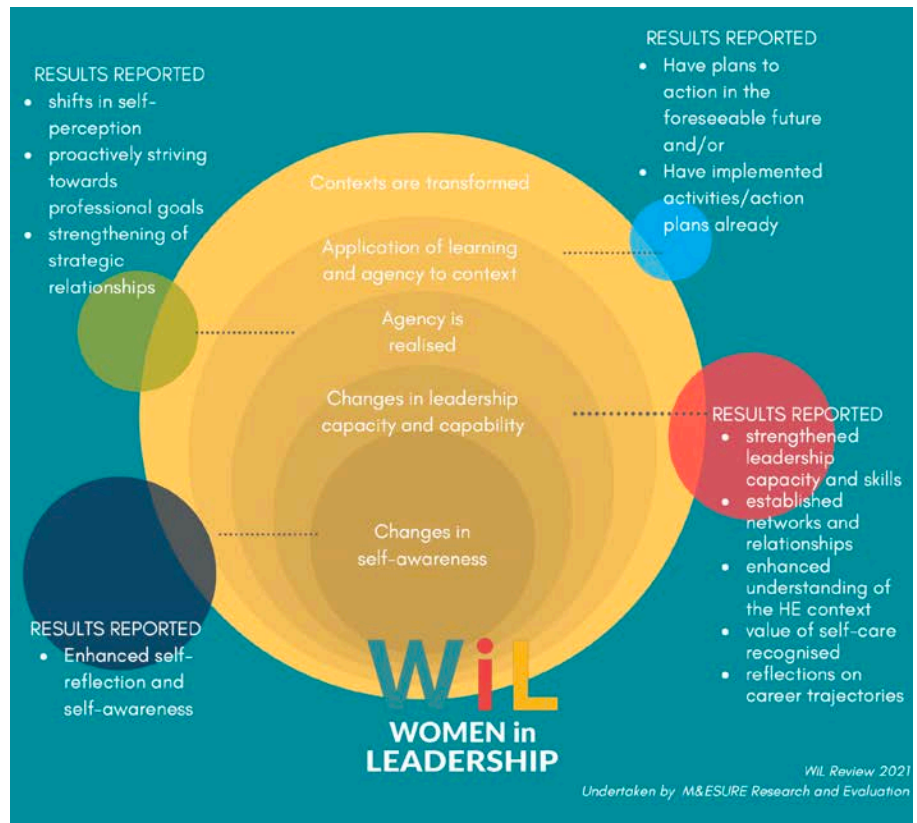 RESULTS REPORTED
• shifts in self-
perception
• proactively striving
towards
professional goals
• strengthening of
strategic
relationships
RESULTS REPORTED
• Have plans to
action in the
foreseeable future
and/or
• Have implemented
activities/action
plans already
Contexts are transformed
Application of learning
and agency to context
Agency is
realised
Changes in leadership
capacity and capability
Changes in
self-awareness
RESULTS REPORTED
• strengthened
leadership
capacity and skills
• established
networks and
relationships
• enhanced
understanding of
the HE context
• value of self-care
recognised
• reflections on
career trajectories
RESULTS REPORTED
• Enhanced self-
reflection and
self-awareness
WiL
WOMEN in
LEADERSHIP
WiL Review 2021
Undertaken by M&ESURE Research and Evaluation